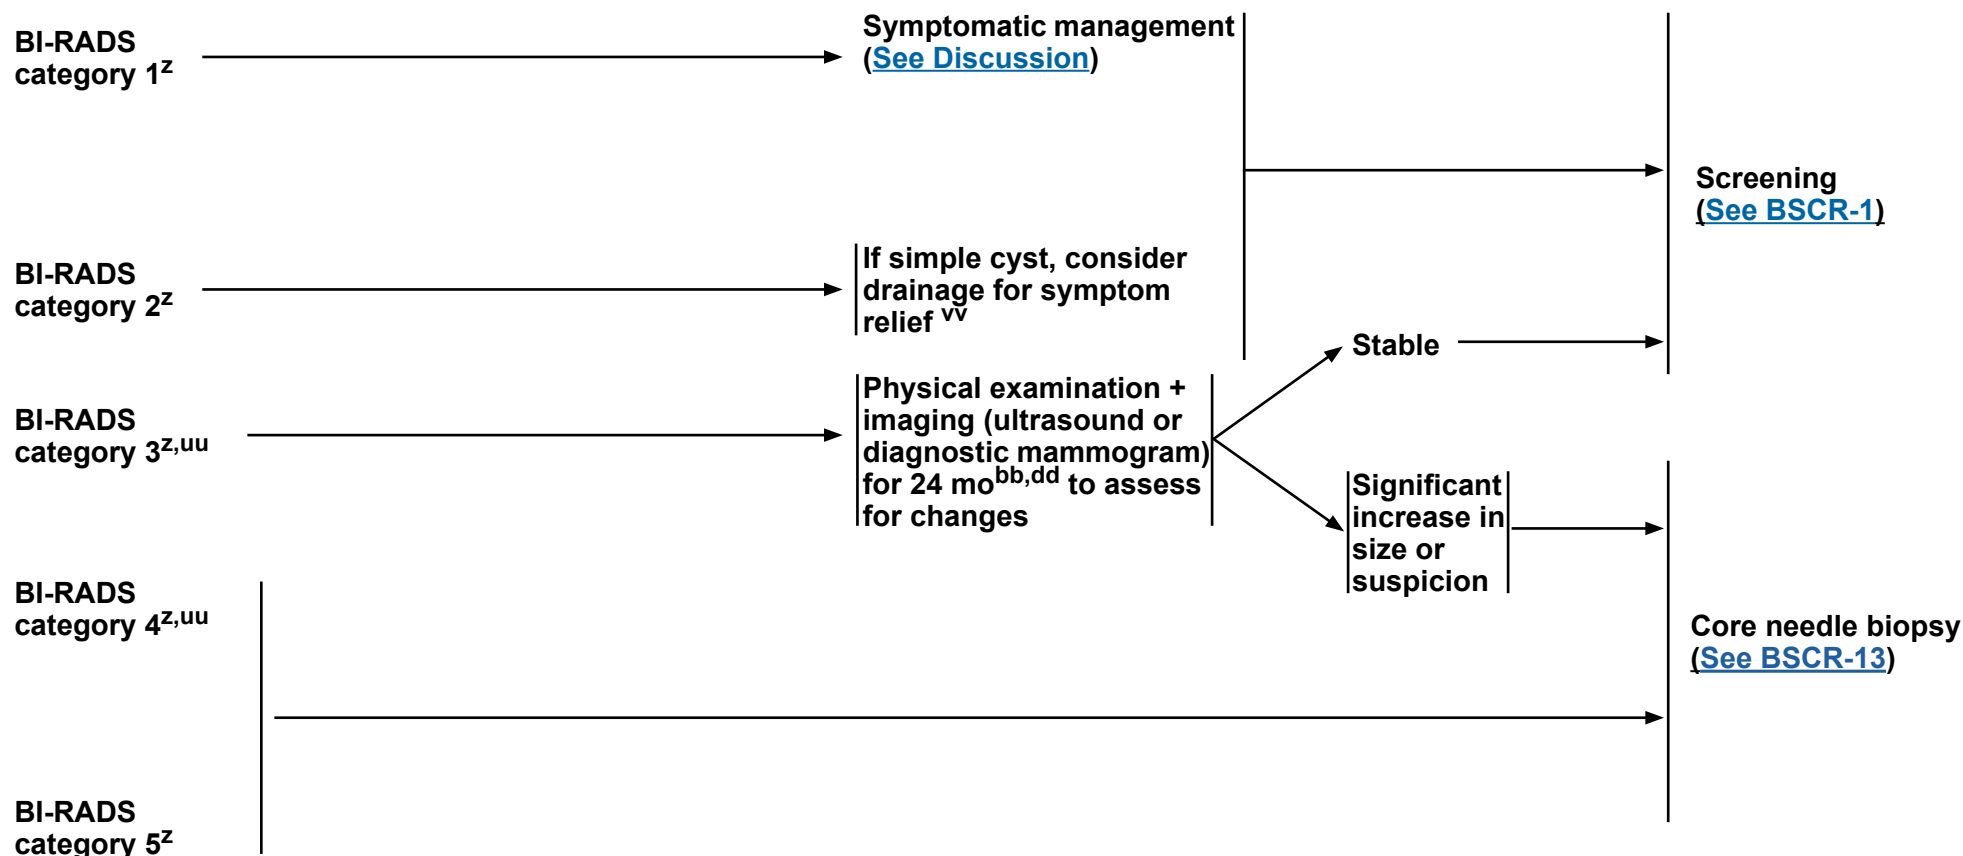 BI-RADS
category 1z
Symptomatic management
(See Discussion)
Screening
(See BSCR-1)
BI-RADS
category 2z
If simple cyst, consider
drainage for symptom
relief vv
Stable
BI-RADS
category 3z,uu
Physical examination +
imaging (ultrasound or
diagnostic mammogram)
for 24 mobb,dd to assess
for changes
Significant
increase in
size or
suspicion
BI-RADS
category 4z,uu
Core needle biopsy
(See BSCR-13)
BI-RADS
category 5z